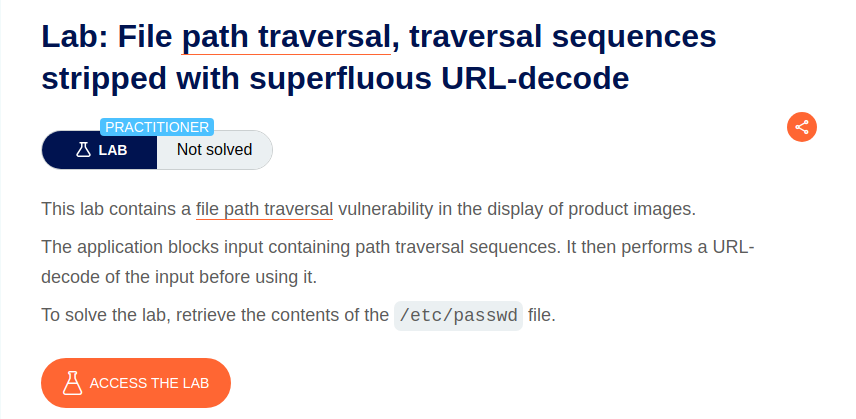 Lab: File path traversal, traversal sequences
stripped with superfluous URL-decode
PRACTITIONER
LAB Not solved
This lab contains a file path traversal vulnerability in the display of product images.
The application blocks input containing path traversal sequences. It then performs a URL-
decode of the input before using it.
To solve the lab, retrieve the contents of the /etc/passwd file.
ACCESS THE LAB